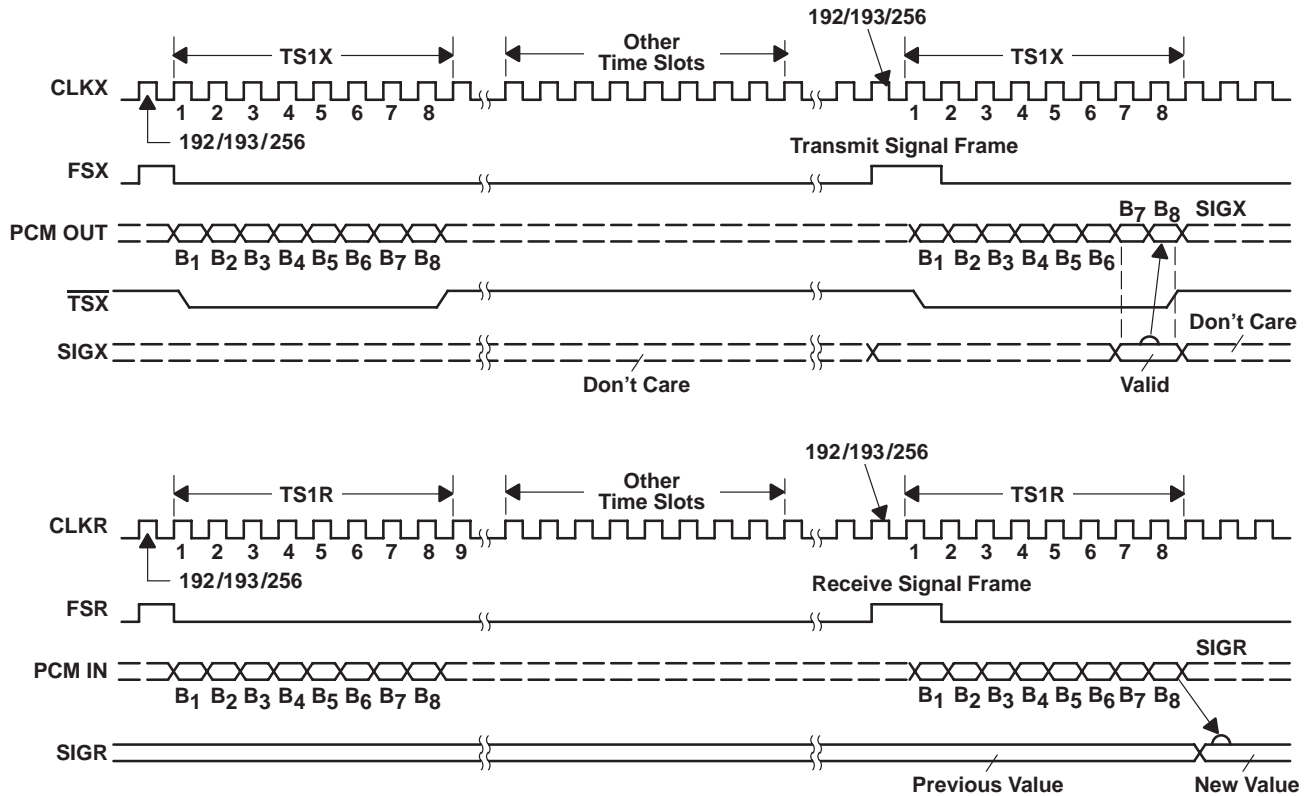 192/193/256
TS1X
Other
Time Slots
TS1X
CLKX
1 2 3 4 5 6 7 8
1 2 3 4 5 6 7 8
192/193/256
Transmit Signal Frame
FSX
B7 B8 SIGX
PCM OUT
B1 B2 B3 B4 B5 B6 B7 B8
B1 B2 B3 B4 B5 B6
TSX
Don't Care
SIGX
Don't Care
Valid
192/193/256
TS1R
Other
Time Slots
TS1R
CLKR
1 2 3 4 5 6 7 8 9
1 2 3 4 5 6 7 8
192/193/256
Receive Signal Frame
FSR
SIGR
PCM IN
B1 B2 B3 B4 B5 B6 B7 B8
B1 B2 B3 B4 B5 B6 B7 B8
SIGR
Previous Value
New Value